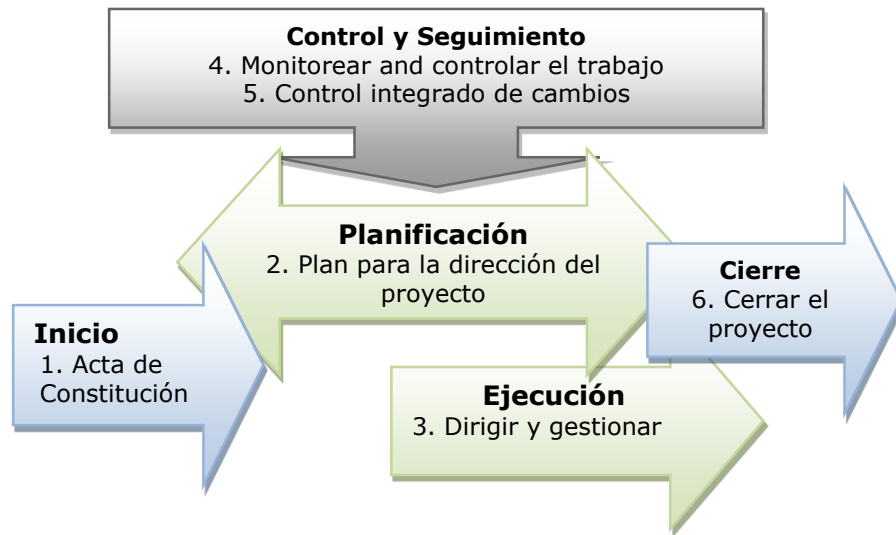 Control y Seguimiento
4. Monitorear and controlar el trabajo
5. Control integrado de cambios
Planificación
2. Plan para la dirección del
proyecto
Inicio
1. Acta de
Constitución
Cierre
6. Cerrar el
proyecto
Ejecución
3. Dirigir y gestionar